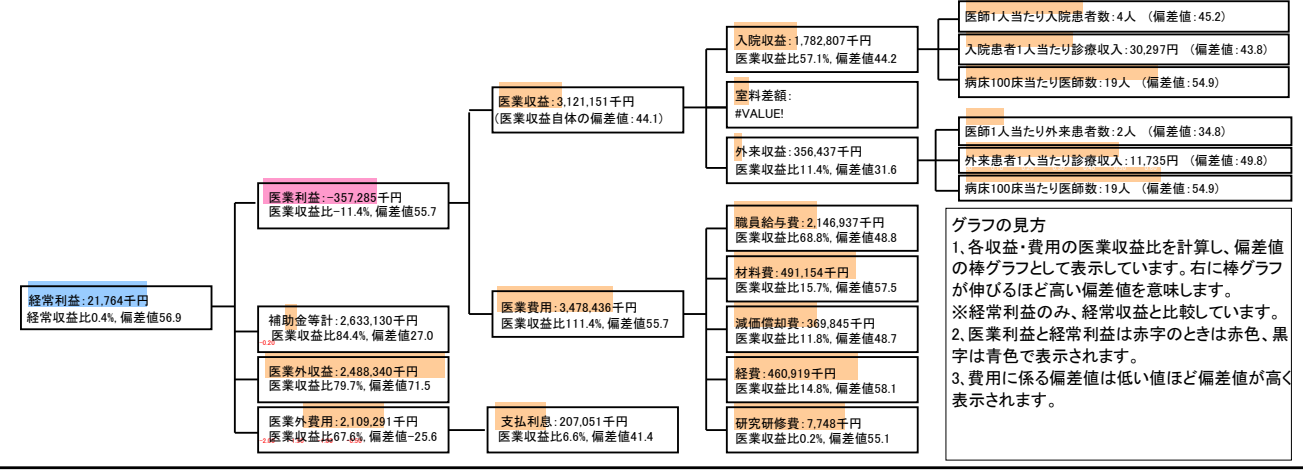 経常利益：21,764千円
経常収比0.4%, 偏差値56.9
医業利益：-357,285千円
医業収益比-11.4%, 偏差値55.7
補助金等計：2,633,130千円
医業収益比84.4%, 偏差値27.0
-0.20
医業外収益：2,488,340千円
医業収益比79.7%, 偏差値71.5
医業外費用：2,109,291千円
医業収益比67.6%, 偏差値-25.6
医業収益：3,121,151千円
（医業収益自体の偏差値：44.1）
医業費用：3,478,436千円
医業収益比111.4%, 偏差値55.7
支払利息：207,051千円
医業収益比6.6%, 偏差値41.4
入院収益：1,782,807千円
医業収益比57.1%, 偏差値44.2
室料差額：
#VALUE!
外来収益：356,437千円
医業収益比11.4%, 偏差値31.6
職員給与費：2,146,937千円
医業収益比68.8%, 偏差値48.8
材料費：491,154千円
医業収益比15.7%, 偏差値57.5
減価償却費：369,845千円
医業収益比11.8%, 偏差値48.7
経費：460,919千円
医業収益比14.8%, 偏差値58.1
研究研修費：7,748千円
医業収益比0.2%, 偏差値55.1
医師1人当たり入院患者数：4人　（偏差値：45.2）
入院患者1人当たり診療収入：30,297円　（偏差値：43.8）
病床100床当たり医師数：19人　（偏差値：54.9）
医師1人当たり外来患者数：2人　（偏差値：34.8）
外来患者1人当たり診療収入：11,735円　（偏差値：49.8）
病床100床当たり医師数：19人　（偏差値：54.9）
グラフの見方
1、各収益・費用の医業収益比を計算し、偏差値
の棒グラフとして表示しています。右に棒グラフ
が伸びるほど高い偏差値を意味します。
※経常利益のみ、経常収益と比較しています。
2、医業利益と経常利益は赤字のときは赤色、黒
字は青色で表示されます。
3、費用に係る偏差値は低い値ほど偏差値が高く
表示されます。